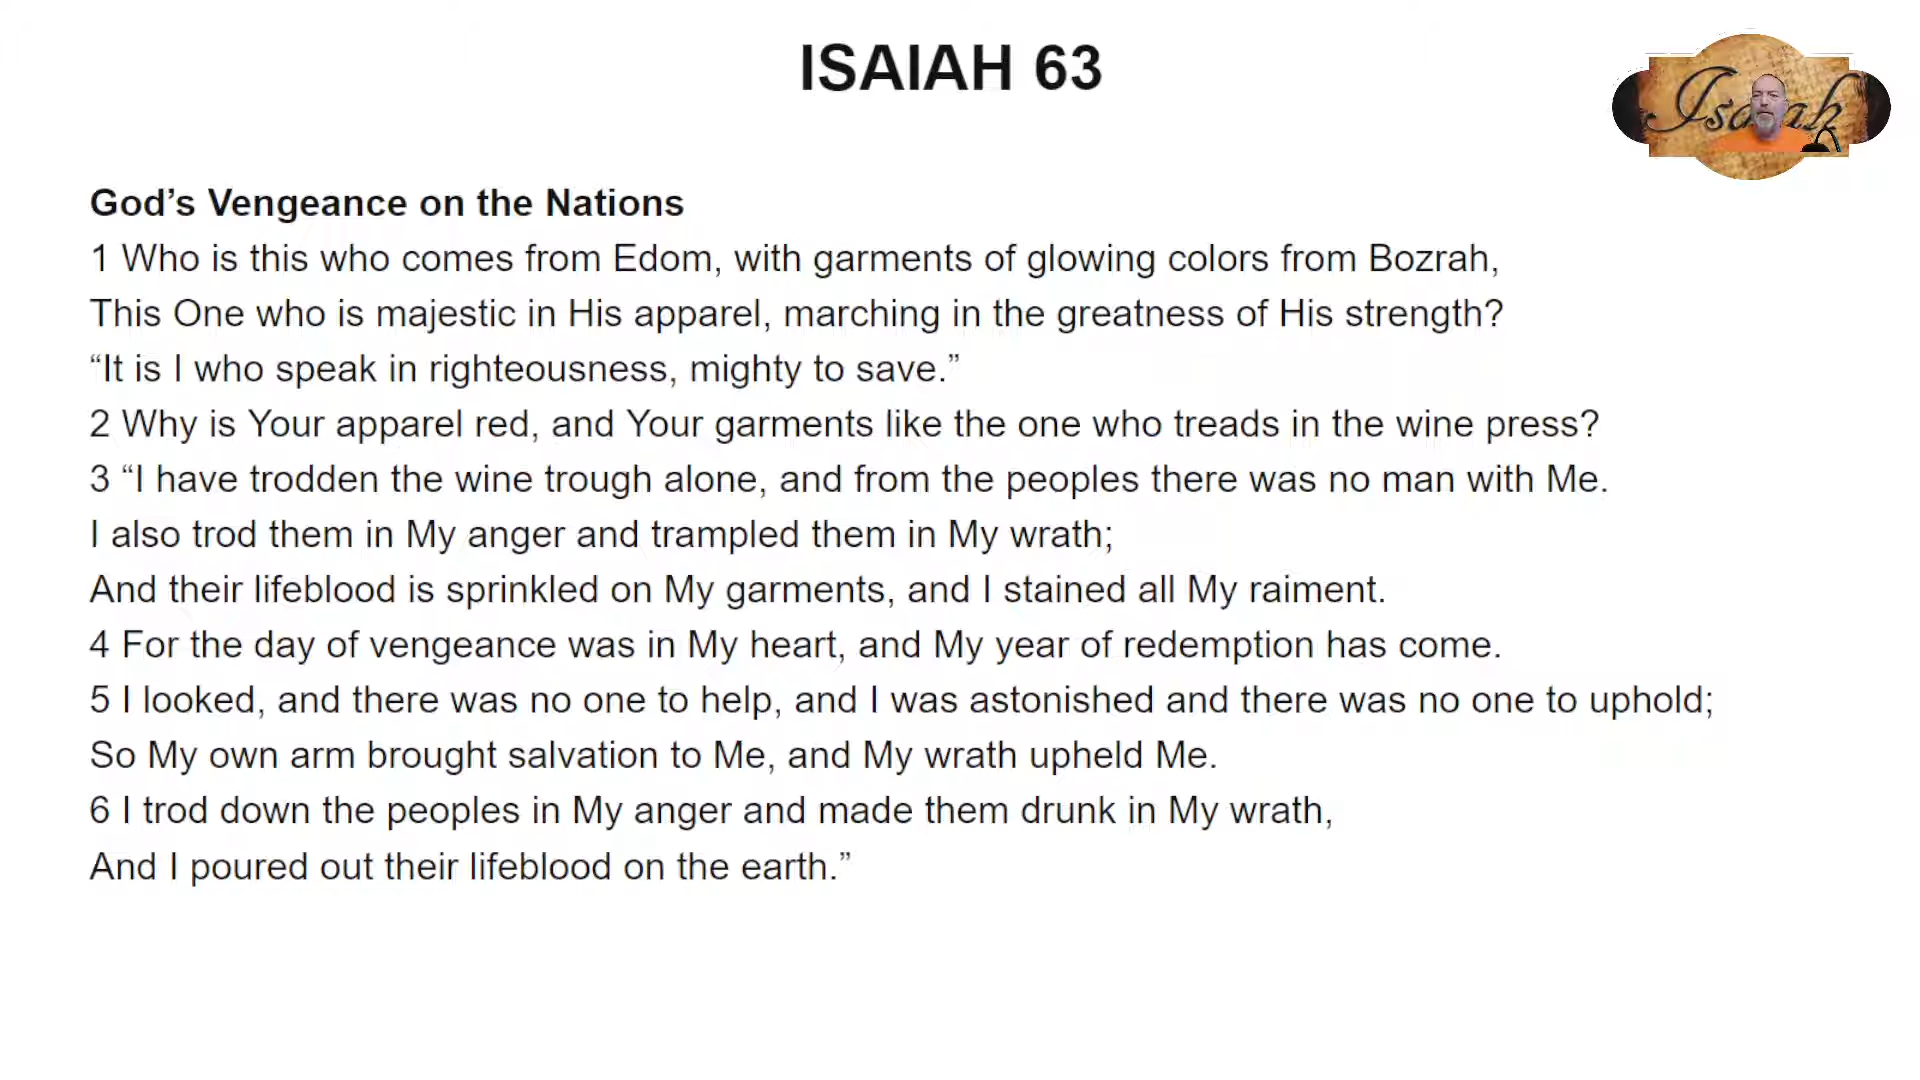 ISAIAH 63
Isaiah
God’s Vengeance on the Nations
1 Who is this who comes from Edom, with garments of glowing colors from Bozrah,
This One who is majestic in His apparel, marching in the greatness of His strength?
“It is I who speak in righteousness, mighty to save.”
2 Why is Your apparel red, and Your garments like the one who treads in the wine press?
3 “I have trodden the wine trough alone, and from the peoples there was no man with Me.
I also trod them in My anger and trampled them in My wrath;
And their lifeblood is sprinkled on My garments, and I stained all My raiment.
4 For the day of vengeance was in My heart, and My year of redemption has come.
5 I looked, and there was no one to help, and I was astonished and there was no one to uphold;
So My own arm brought salvation to Me, and My wrath upheld Me.
6 I trod down the peoples in My anger and made them drunk in My wrath,
And I poured out their lifeblood on the earth.”